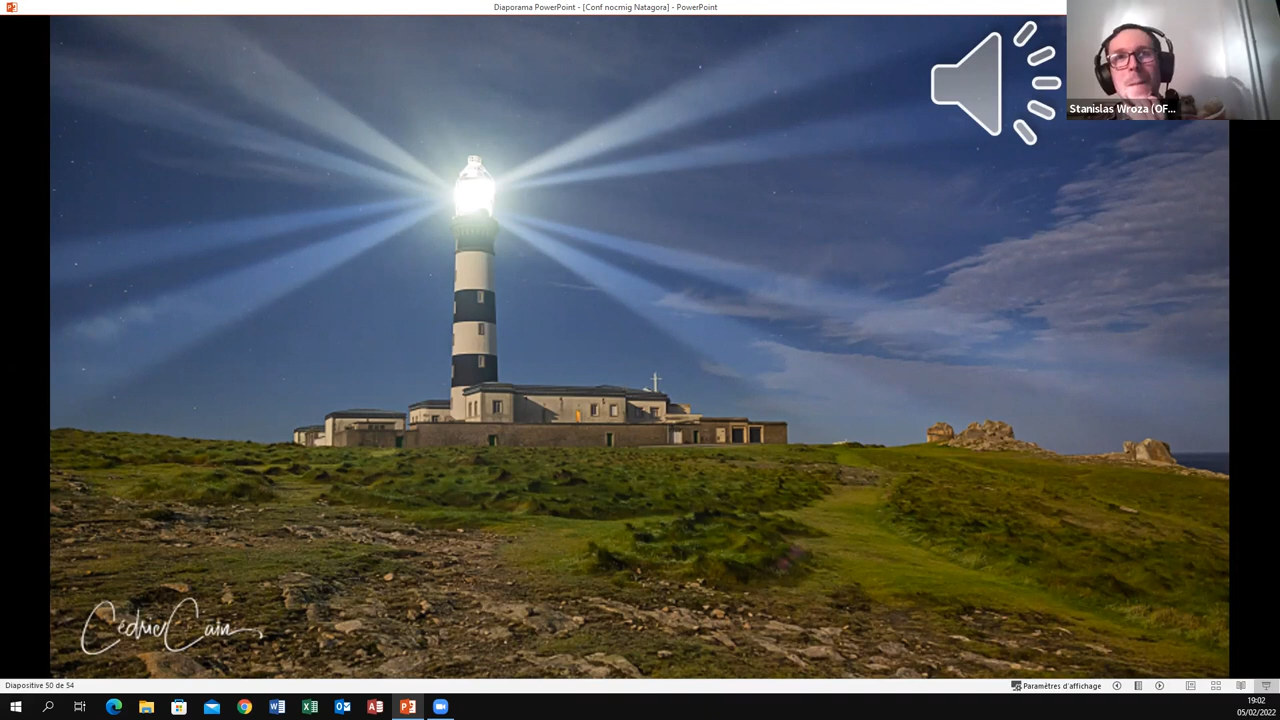 Diaporama PowerPoint - [Conf nocmig Natagora] - PowerPoint
Stanislas Wroza (OF...
Cédric Cain
Diapositive 50 de 54
Paramètres d'affichage
19:02
05/02/2022